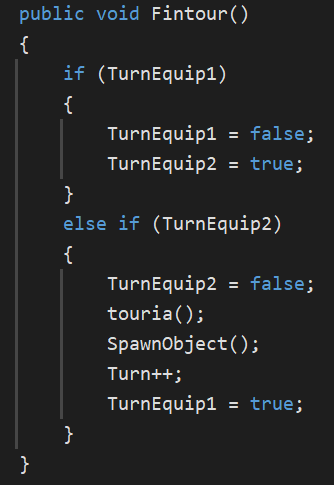 public void Fintour()
{
    if (TurnEquip1)
    {
        TurnEquip1 = false;
        TurnEquip2 = true;
    }
    else if (TurnEquip2)
    {
        TurnEquip2 = false;
        touria();
        SpawnObject();
        Turn++;
        TurnEquip1 = true;
    }
}